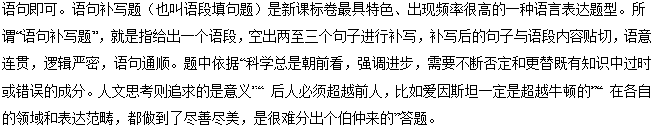 语句即可。语句补写题（也叫语段填句题）是新课标卷最具特色、出现频率很高的一种语言表达题型。所
谓“语句补写题”，就是指给出一个语段，空出两至三个句子进行补写，补写后的句子与语段内容贴切，语意
连贯，逻辑严密，语句通顺。题中依据“科学总是朝前看，强调进步，需要不断否定和更替既有知识中过时
或错误的成分。人文思考则追求的是意义”“ 后人必须超越前人，比如爱因斯坦一定是超越牛顿的”“ 在各自
的领域和表达范畴，都做到了尽善尽美，是很难分出个伯仲来的”答题。